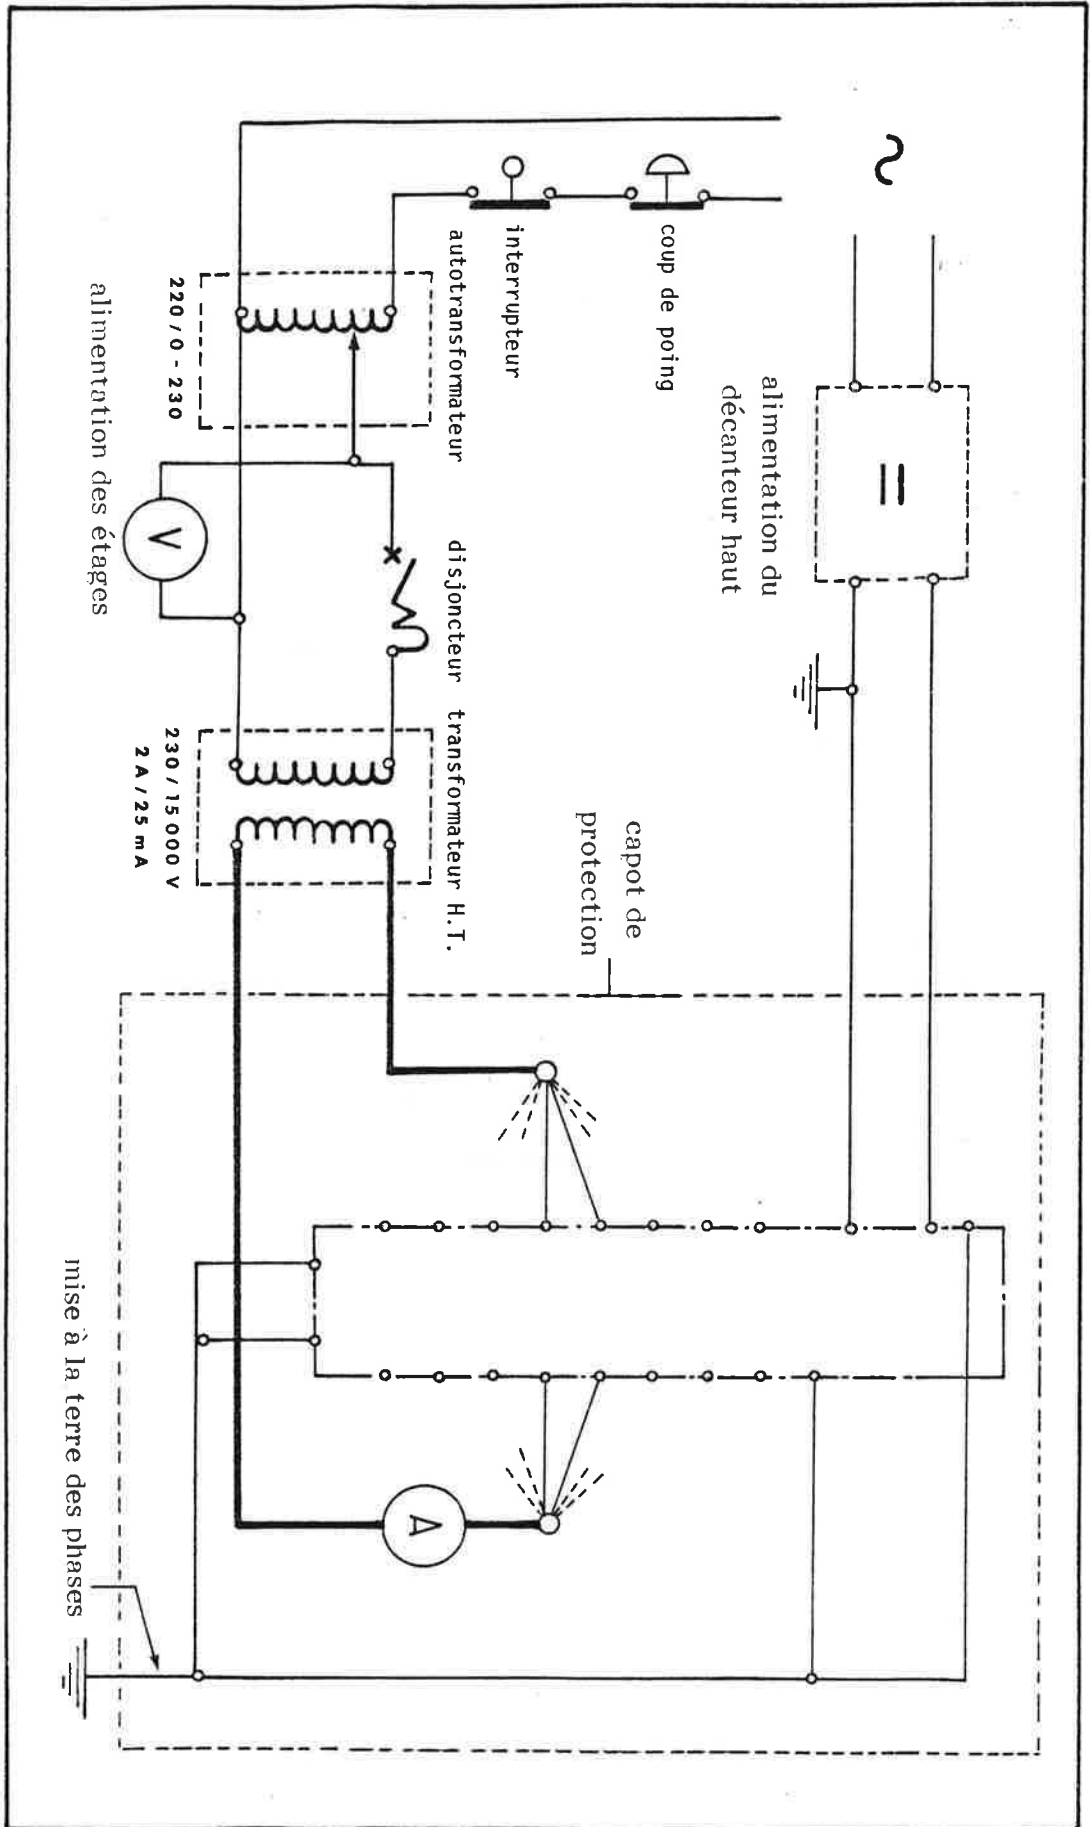 ~
=
alimentation du
décanteur haut
coup de poing
interrupteur
autotransformateur
220 / 0 - 230
alimentation des étages
V
disjoncteur
transformateur H.T.
230 / 15 000 V
2 A / 25 mA
capot de
protection
A
mise à la terre des phases